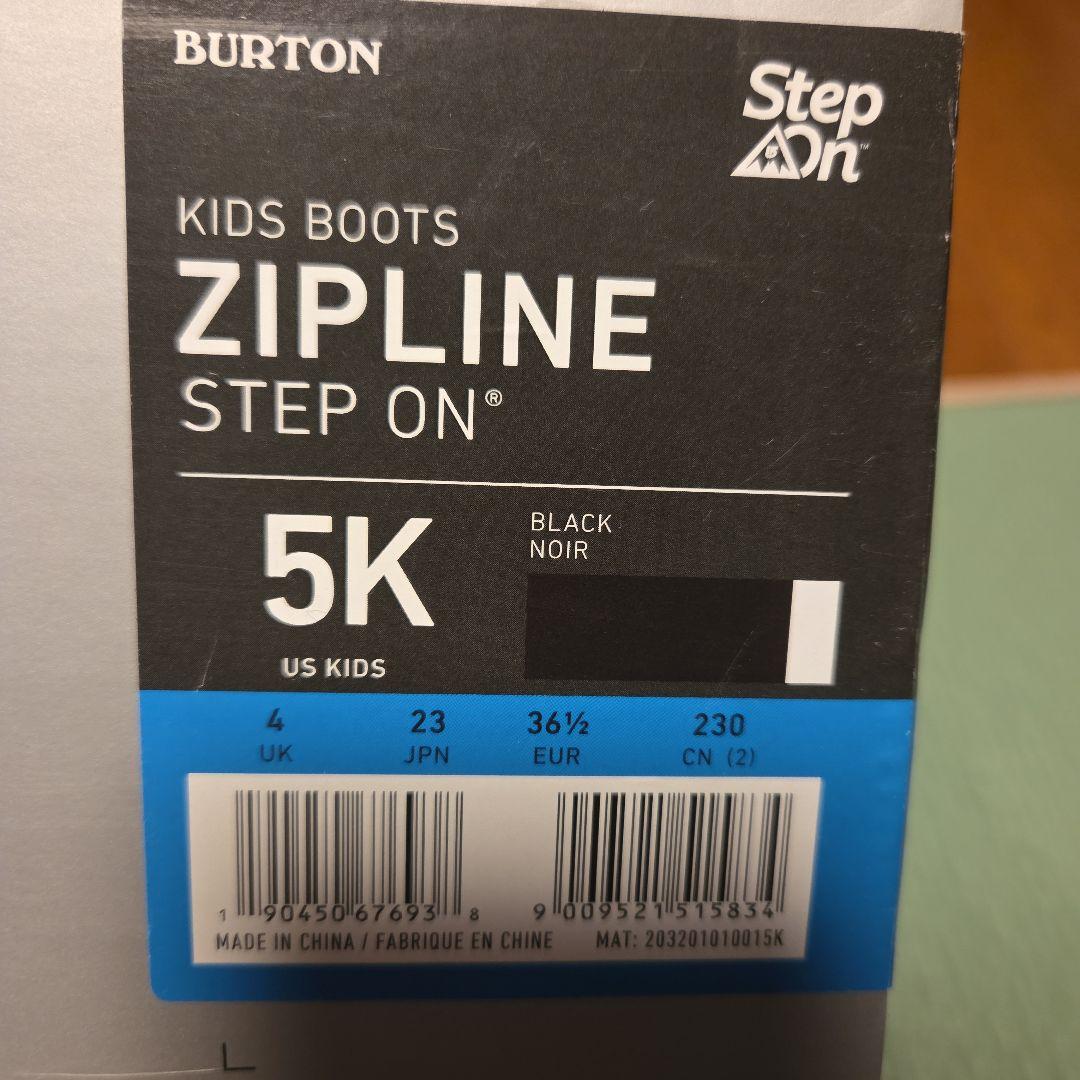 BURTON
Step
On™
KIDS BOOTS
ZIPLINE
STEP ON®
5K
US KIDS
BLACK
NOIR
4 23 36½ 230
UK JPN EUR CN (2)
1 90450 67693 8 9 009521 515834
MADE IN CHINA / FABRIQUE EN CHINE MAT: 203201010015K